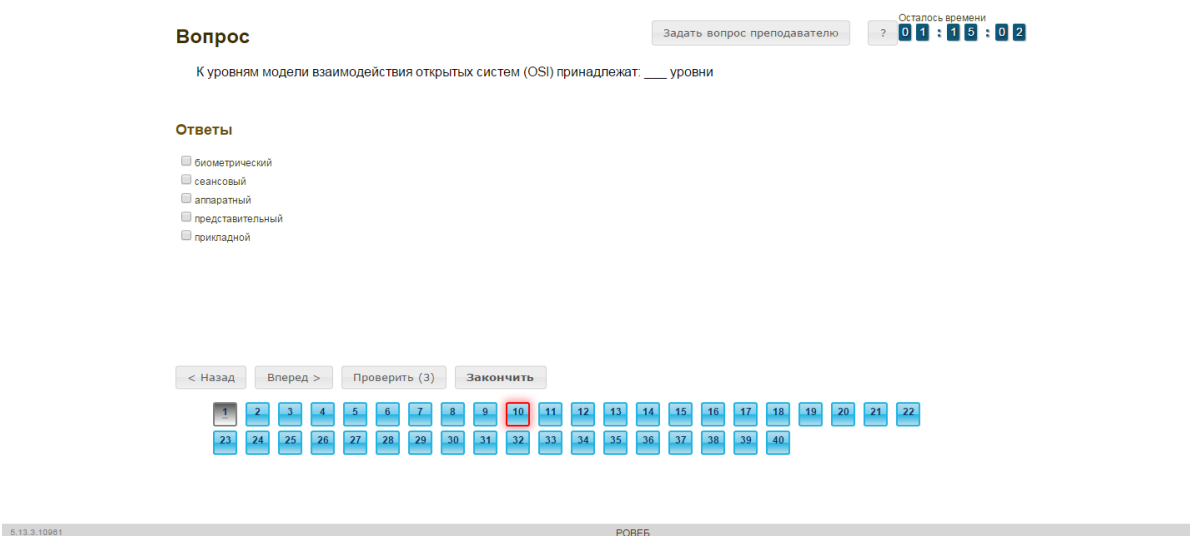 Осталось времени
Вопрос
Задать вопрос преподавателю
?
01:15:02
К уровням модели взаимодействия открытых систем (OSI) принадлежат: ___ уровни
Ответы
биометрический
сеансовый
аппаратный
представительный
прикладной
< Назад Вперед > Проверить (3) Закончить
1 2 3 4 5 6 7 8 9 10 11 12 13 14 15 16 17 18 19 20 21 22
23 24 25 26 27 28 29 30 31 32 33 34 35 36 37 38 39 40
5.13.3.10961 РОВЕБ